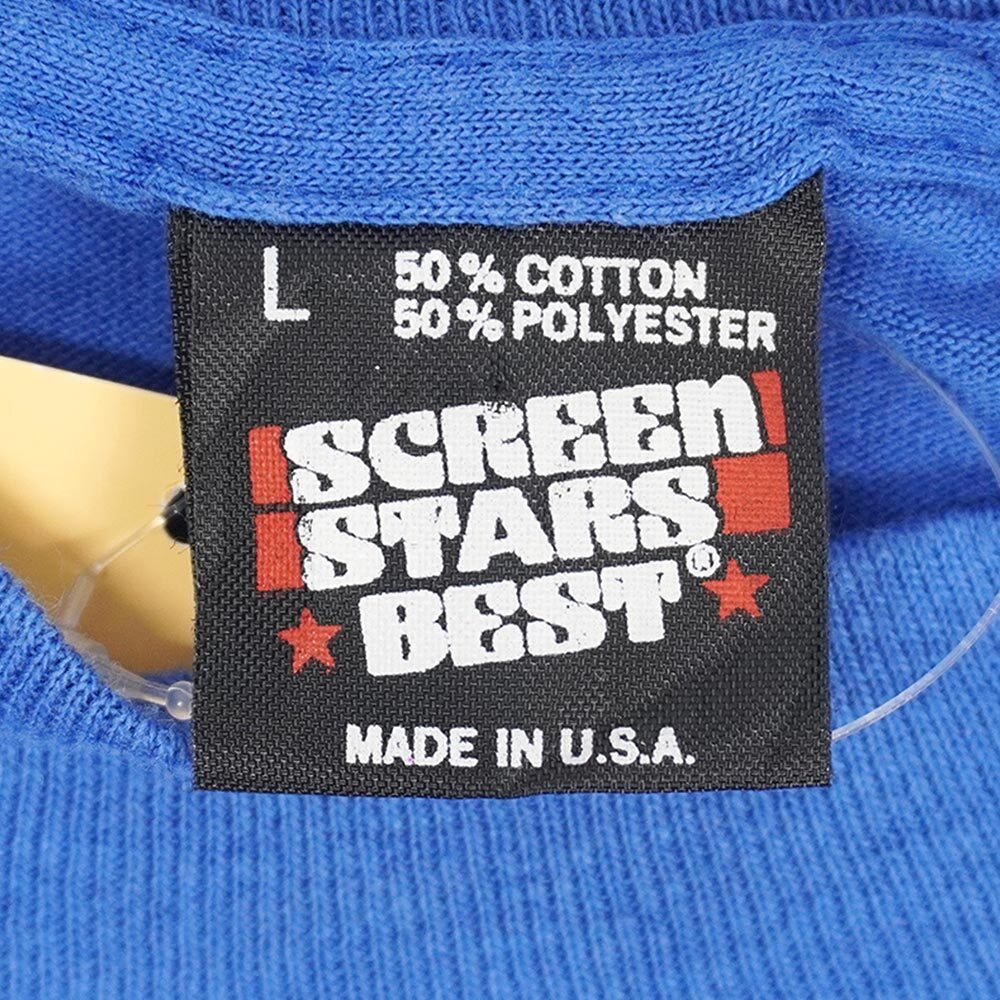 L
50% COTTON
50% POLYESTER
SCREEN
STARS
BEST®
MADE IN U.S.A.